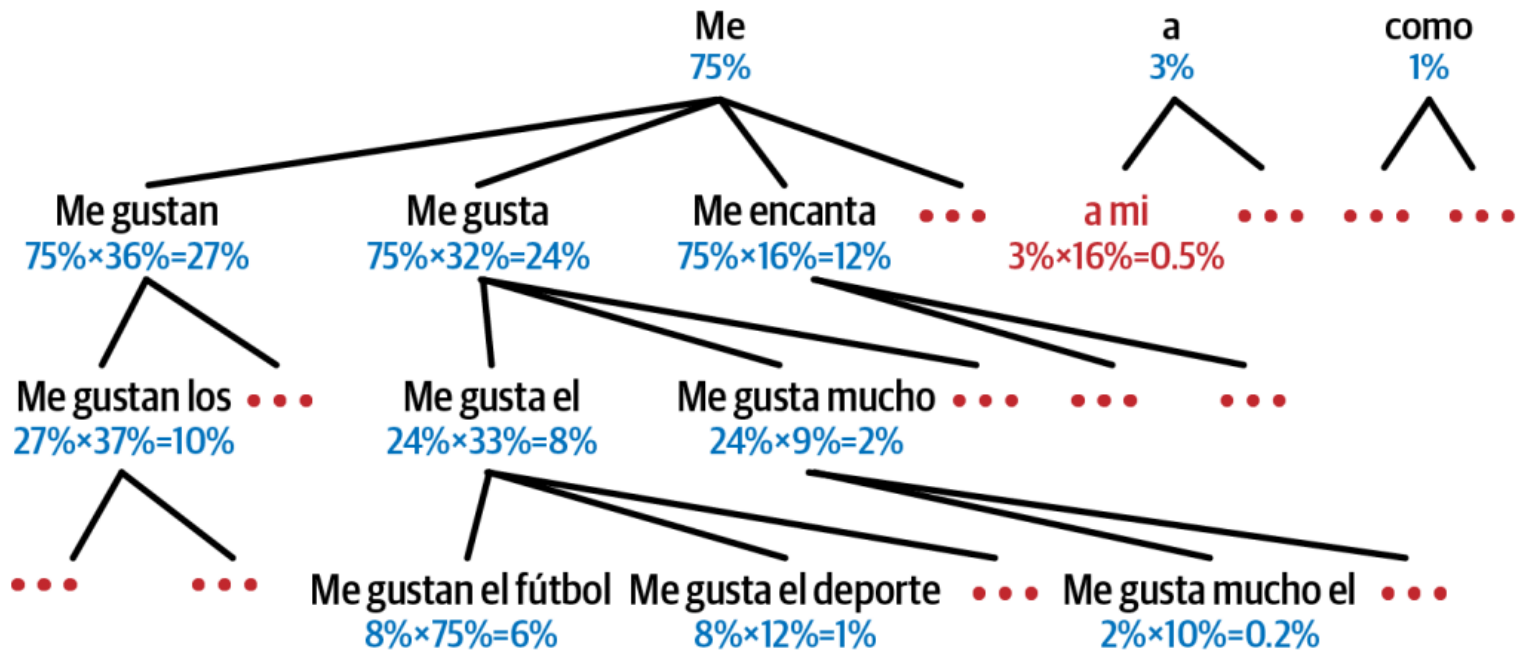 Me a como
75% 3% 1%
Me gustan Me gusta Me encanta ... a mi ... ... ...
75%×36%=27% 75%×32%=24% 75%×16%=12% 3%×16%=0.5%
Me gustan los ... Me gusta el Me gusta mucho ... ... ...
27%×37%=10% 24%×33%=8% 24%×9%=2%
... ... Me gustan el fútbol Me gusta el deporte ... Me gusta mucho el ...
8%×75%=6% 8%×12%=1% 2%×10%=0.2%